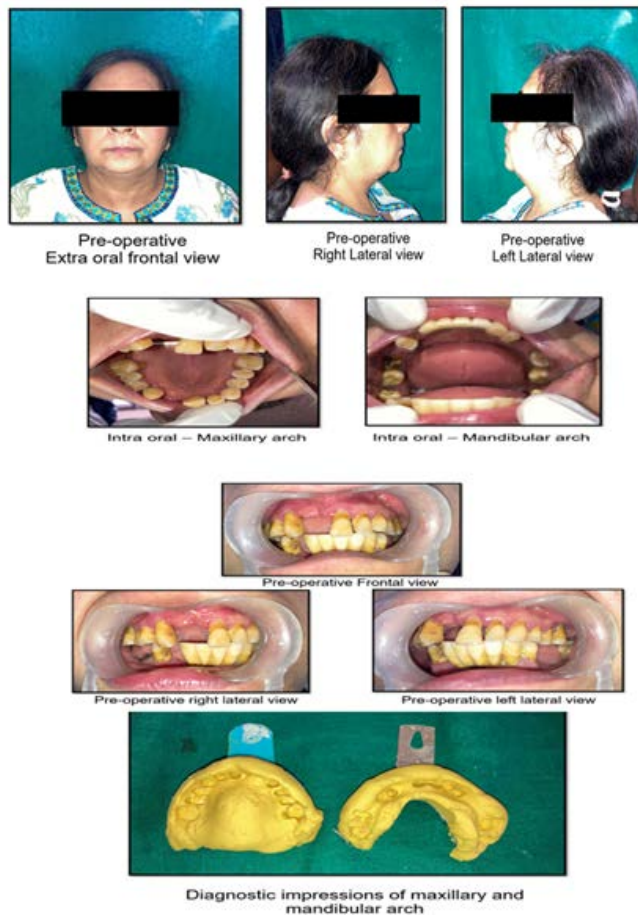 Pre-operative
Extra oral frontal view
Pre-operative
Right Lateral view
Pre-operative
Left Lateral view
Intra oral – Maxillary arch
Intra oral – Mandibular arch
Pre-operative Frontal view
Pre-operative right lateral view
Pre-operative left lateral view
Diagnostic impressions of maxillary and
mandibular arch